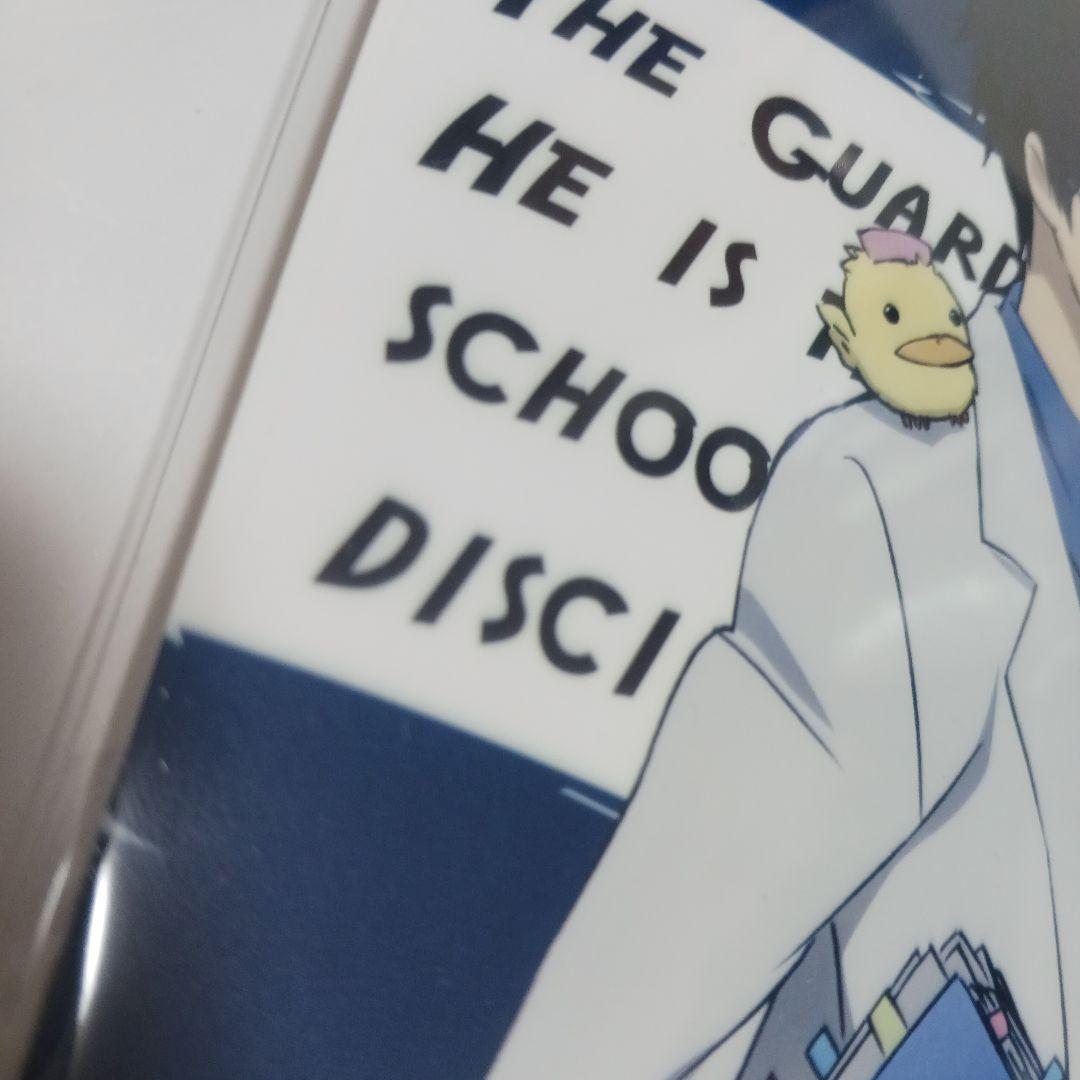 THE GUARD
HE IS
SCHOO
DISCI